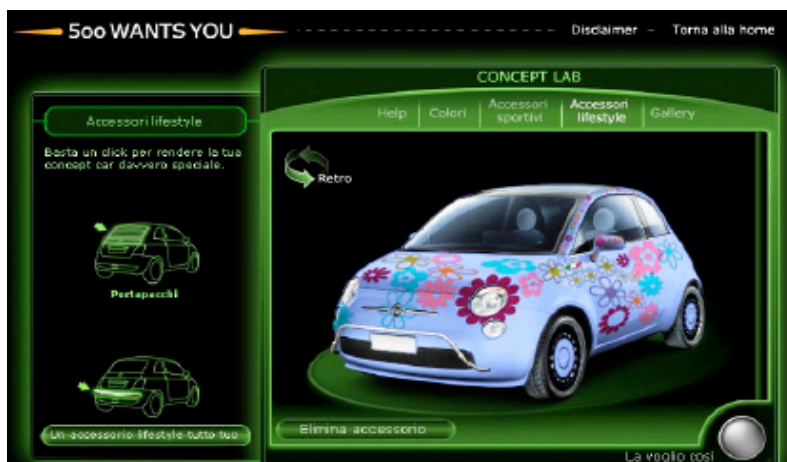 500 WANTS YOU
Disclaimer – Torna alla home
CONCEPT LAB
Help
Colori
Accessori
sportivi
Accessori
lifestyle
Gallery
Accessori lifestyle
Basta un click per rendere la tua
concept car davvero speciale.
Portapacchi
Un accessorio lifestyle tutto tuo
Retro
Elimina accessorio
La voglio così